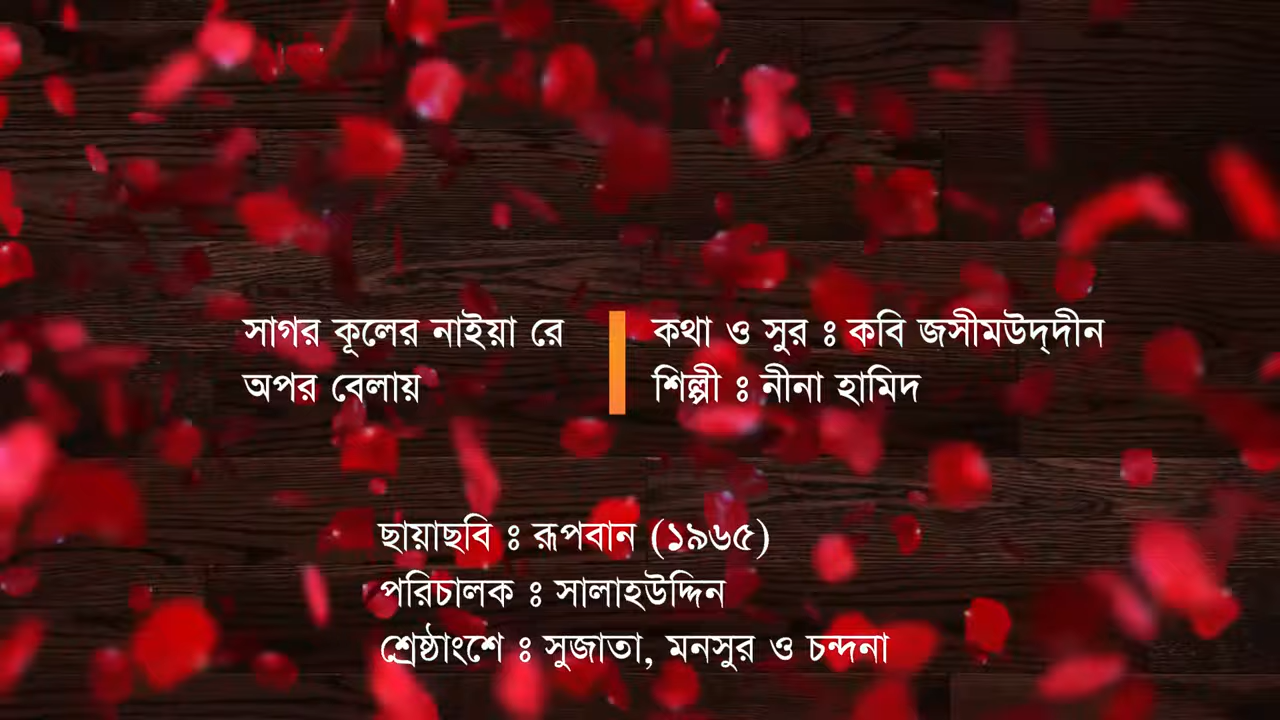 সাগর কূলের নাইয়া রে
অপর বেলায়
কথা ও সুর ঃ কবি জসীমউদ্‌দীন
শিল্পী ঃ নীনা হামিদ
ছায়াছবি ঃ রূপবান (১৯৬৫)
পরিচালক ঃ সালাহউদ্দিন
শ্রেষ্ঠাংশে ঃ সুজাতা, মনসুর ও চন্দনা